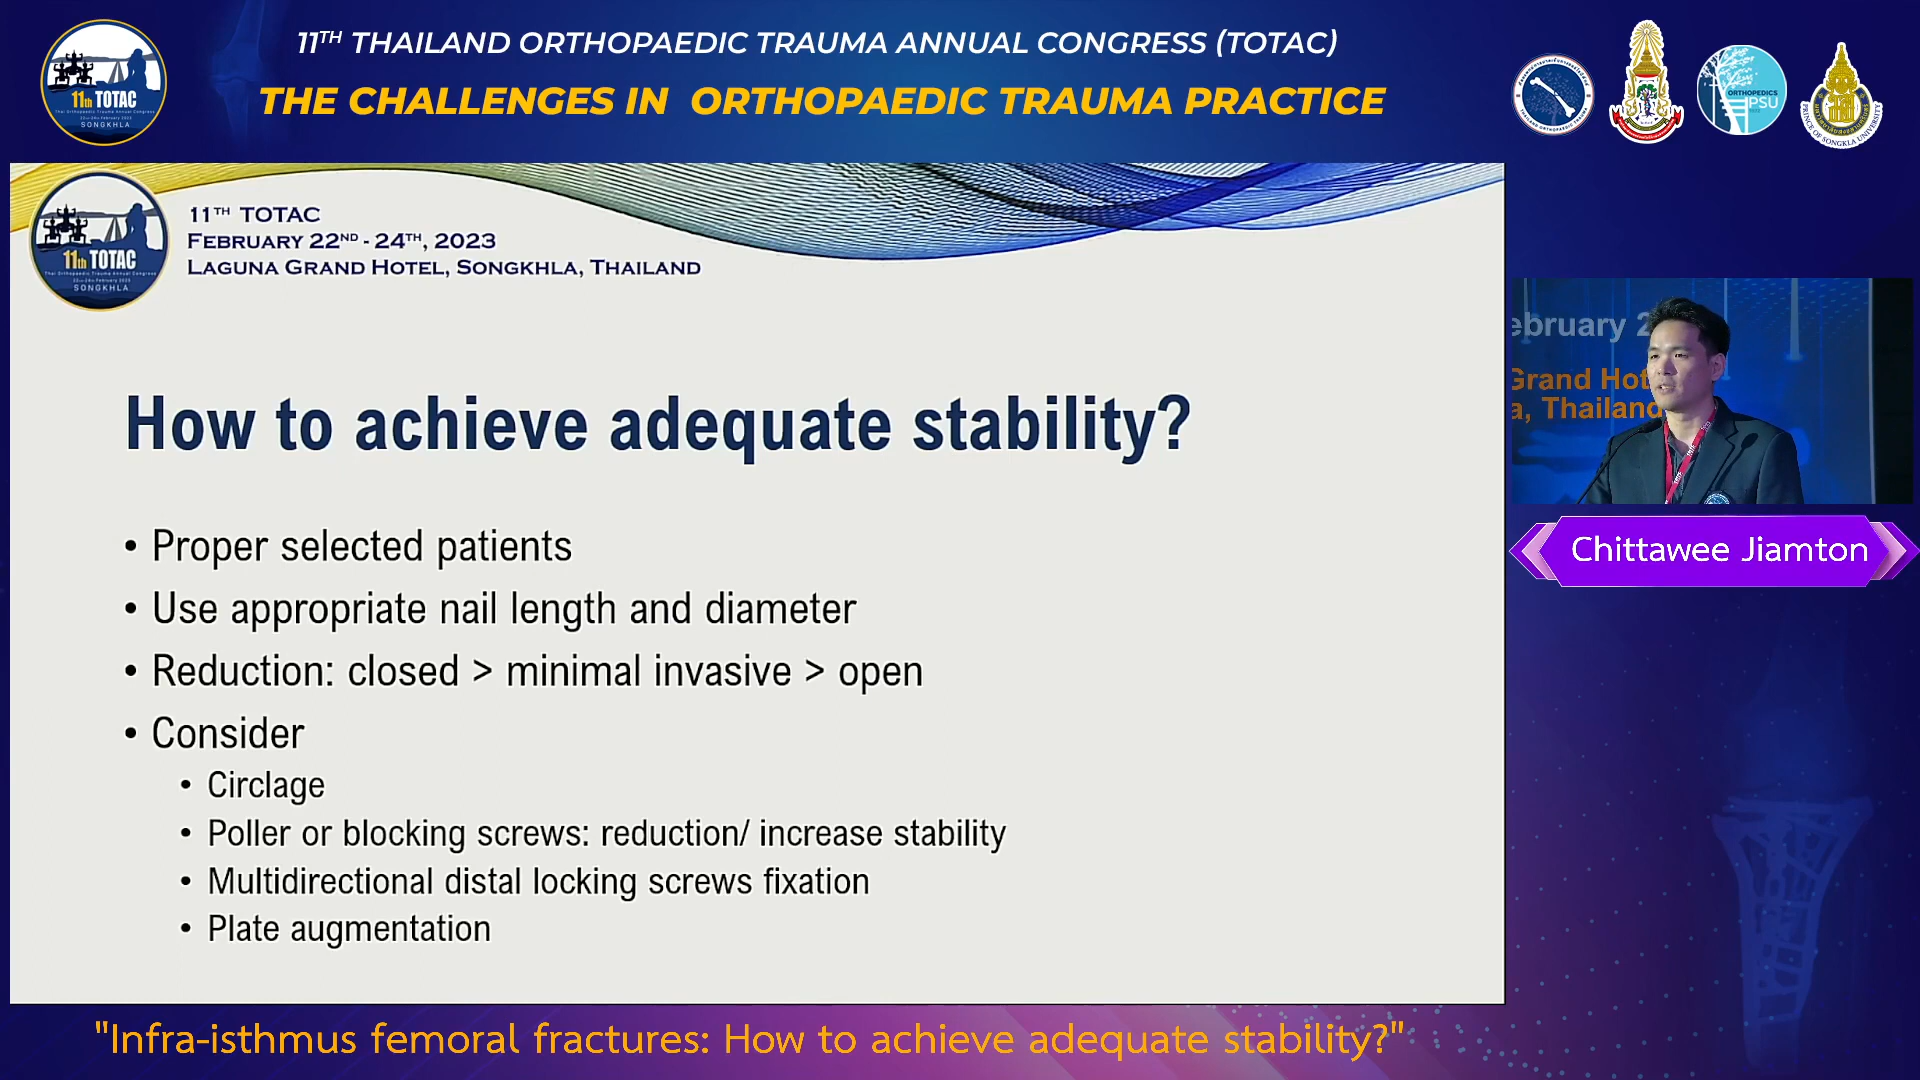 11TH THAILAND ORTHOPAEDIC TRAUMA ANNUAL CONGRESS (TOTAC)
THE CHALLENGES IN ORTHOPAEDIC TRAUMA PRACTICE
11th TOTAC
SONGKHLA
ORTHOPEDICS
PSU
PRINCE OF SONGKLA UNIVERSITY
11th TOTAC
SONGKHLA
11TH TOTAC
FEBRUARY 22ND - 24TH, 2023
LAGUNA GRAND HOTEL, SONGKHLA, THAILAND
How to achieve adequate stability?
• Proper selected patients
• Use appropriate nail length and diameter
• Reduction: closed > minimal invasive > open
• Consider
• Circlage
• Poller or blocking screws: reduction/ increase stability
• Multidirectional distal locking screws fixation
• Plate augmentation
ebruary 2
Grand Hot
a, Thailand
Chittawee Jiamton
"Infra-isthmus femoral fractures: How to achieve adequate stability?"